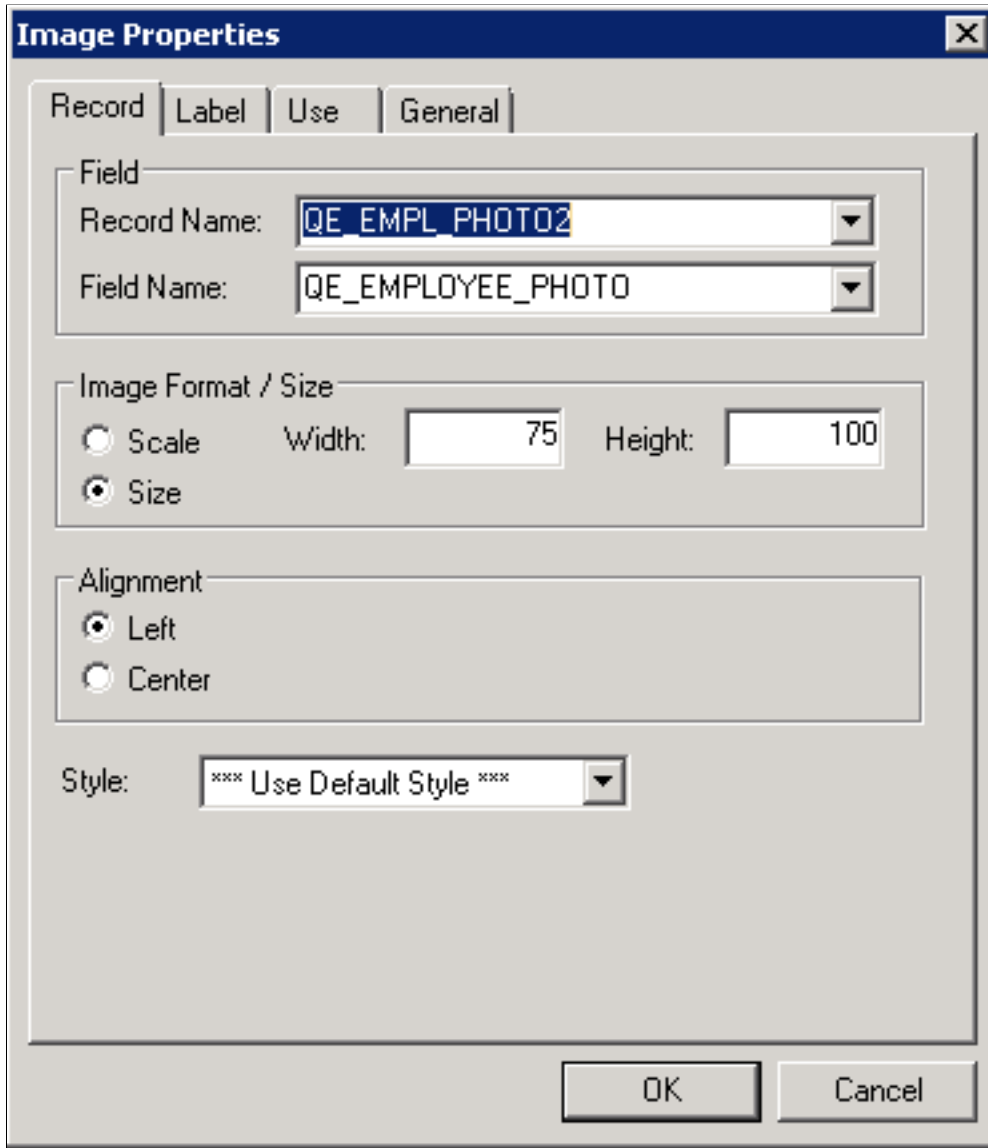 Image Properties
Record Label Use General
Field
Record Name: QE_EMPL_PHOTO2
Field Name: QE_EMPLOYEE_PHOTO
Image Format / Size
Scale Width: 75 Height: 100
Size
Alignment
Left
Center
Style: *** Use Default Style ***
OK Cancel